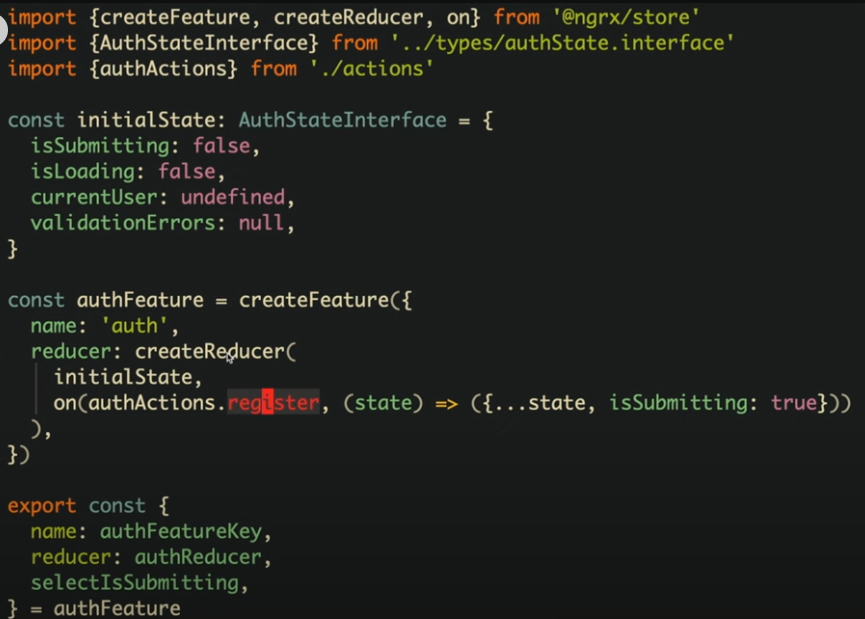 import {createFeature, createReducer, on} from '@ngrx/store'
import {AuthStateInterface} from '../types/authState.interface'
import {authActions} from './actions'
const initialState: AuthStateInterface = {
isSubmitting: false,
isLoading: false,
currentUser: undefined,
validationErrors: null,
}
const authFeature = createFeature({
name: 'auth',
reducer: createReducer(
initialState,
on(authActions.register, (state) => ({...state, isSubmitting: true}))
),
})
export const {
name: authFeatureKey,
reducer: authReducer,
selectIsSubmitting,
} = authFeature